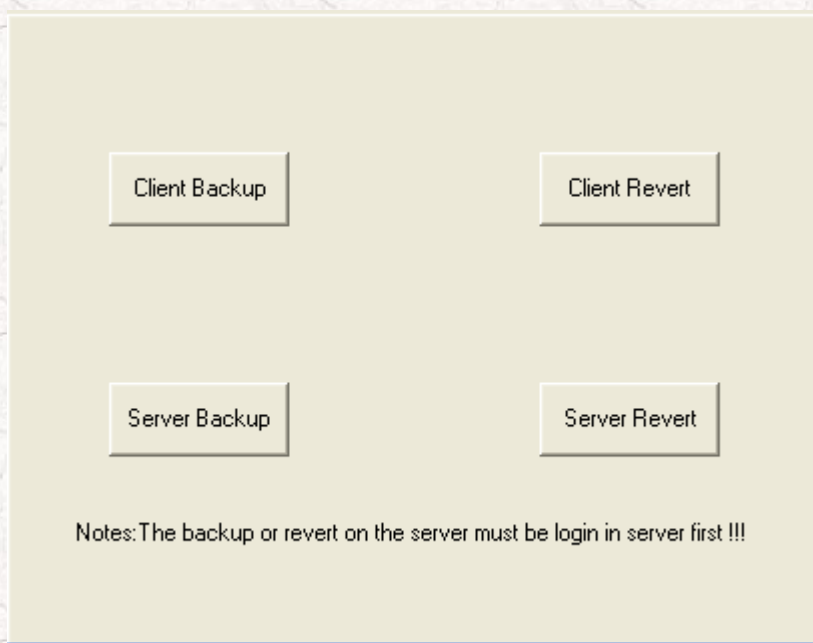 Client Backup
Client Revert
Server Backup
Server Revert
Notes:The backup or revert on the server must be login in server first !!!